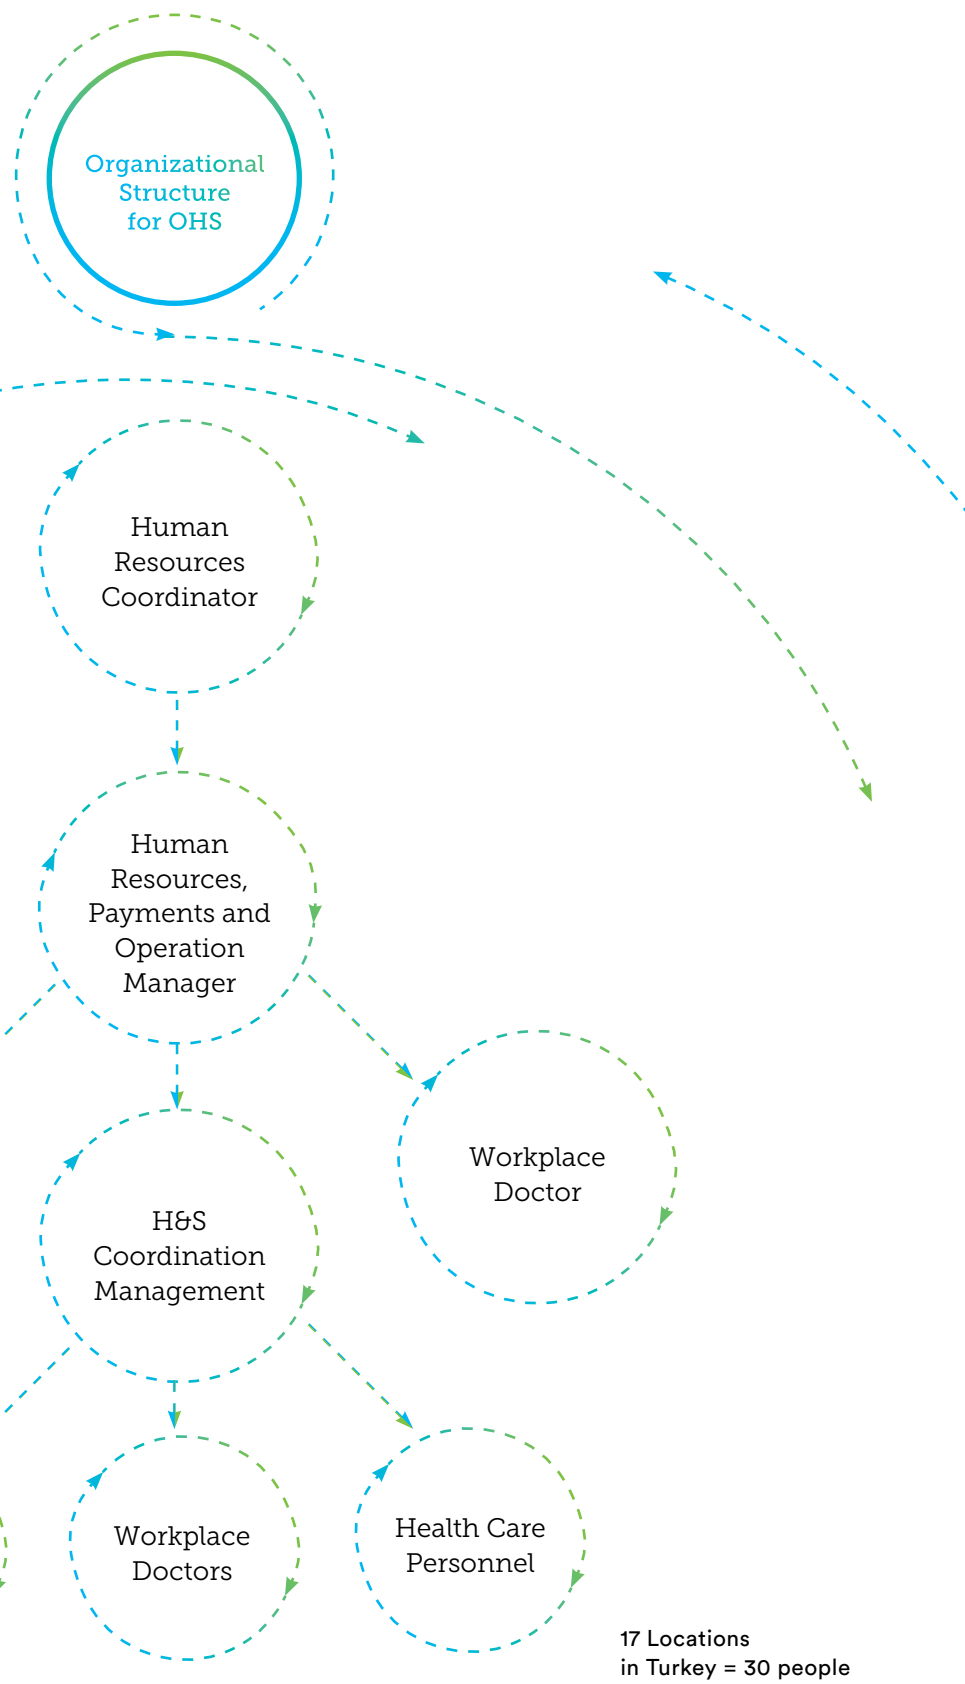 Organizational
Structure
for OHS
Human
Resources
Coordinator
Human
Resources,
Payments and
Operation
Manager
Workplace
Doctor
H&S
Coordination
Management
Workplace
Doctors
Health Care
Personnel
17 Locations
in Turkey = 30 people